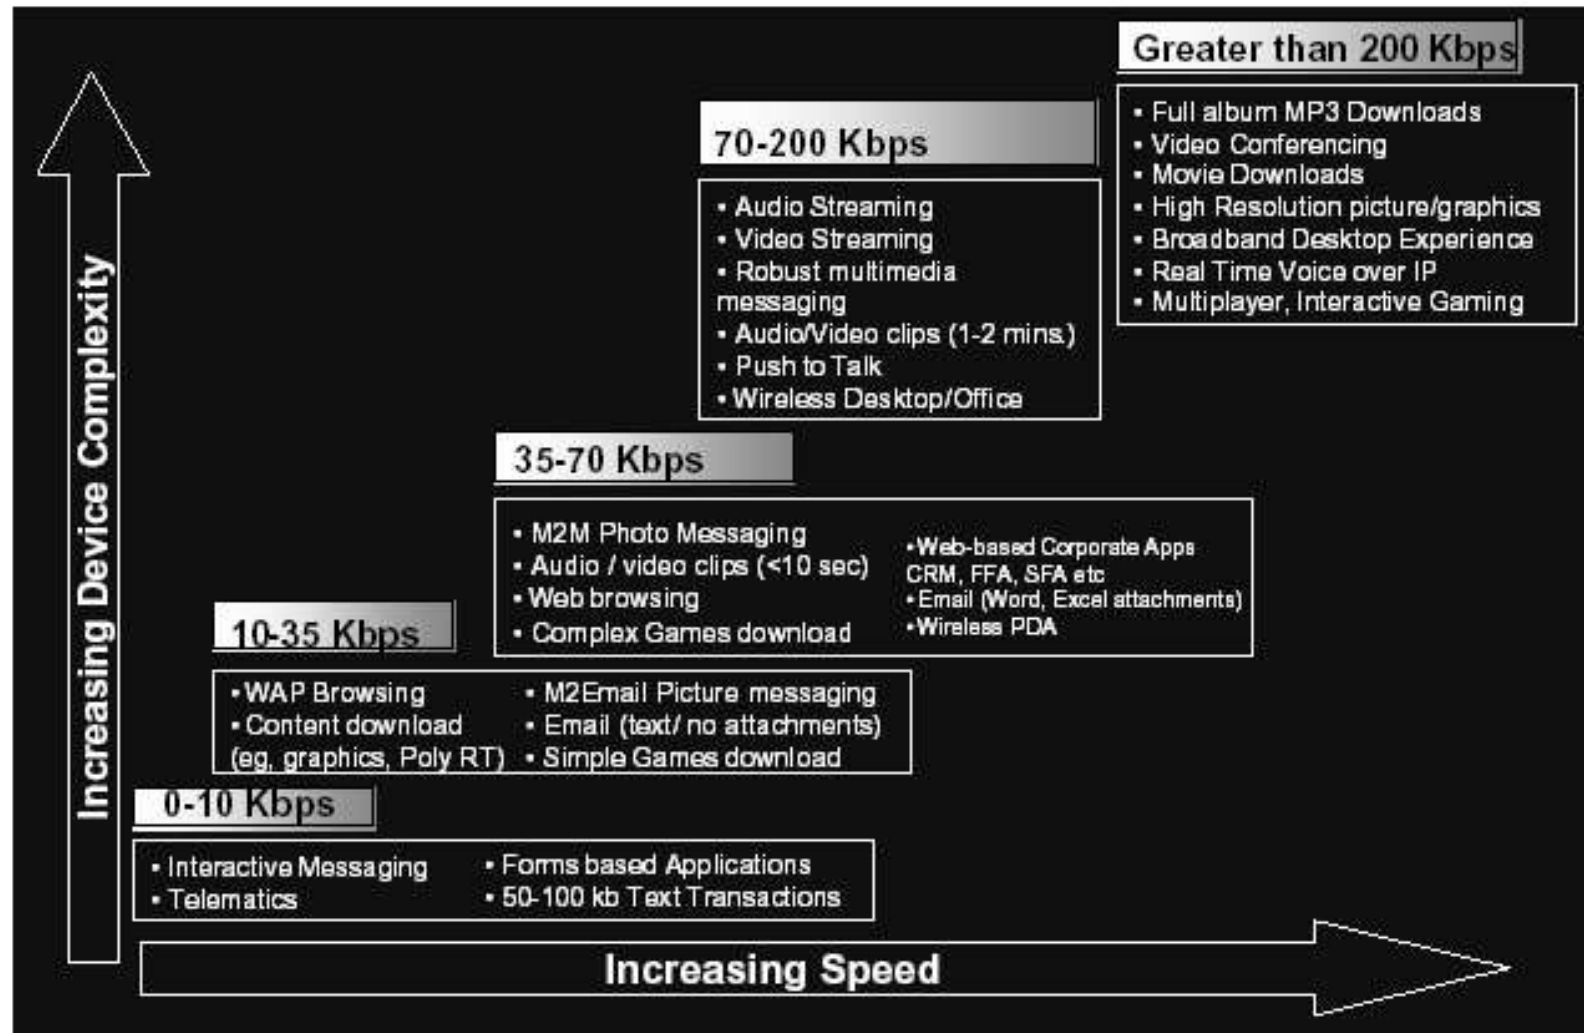 Greater than 200 Kbps
▪ Full album MP3 Downloads
▪ Video Conferencing
▪ Movie Downloads
▪ High Resolution picture/graphics
▪ Broadband Desktop Experience
▪ Real Time Voice over IP
▪ Multiplayer, Interactive Gaming
70-200 Kbps
▪ Audio Streaming
▪ Video Streaming
▪ Robust multimedia
messaging
▪ Audio/Video clips (1-2 mins.)
▪ Push to Talk
▪ Wireless Desktop/Office
35-70 Kbps
▪ M2M Photo Messaging
▪ Audio / video clips (<10 sec)
▪ Web browsing
▪ Complex Games download
▪Web-based Corporate Apps
CRM, FFA, SFA etc
▪Email (Word, Excel attachments)
▪Wireless PDA
10-35 Kbps
▪ WAP Browsing
▪ Content download
(eg, graphics, Poly RT)
▪ M2Email Picture messaging
▪ Email (text/ no attachments)
▪ Simple Games download
0-10 Kbps
▪ Interactive Messaging
▪ Telematics
▪ Forms based Applications
▪ 50-100 kb Text Transactions
Increasing Device Complexity
Increasing Speed